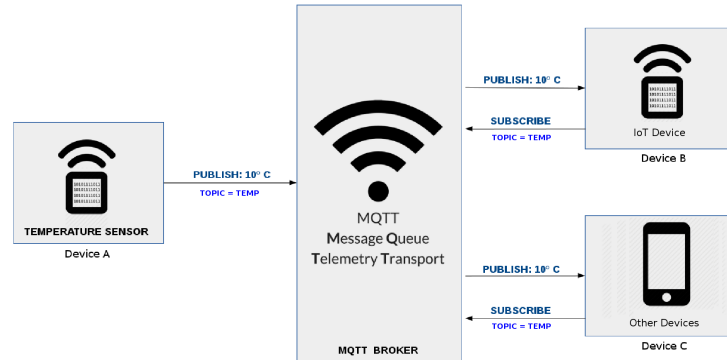 PUBLISH: 10° C
TOPIC = TEMP
TEMPERATURE SENSOR
Device A
MQTT
Message Queue
Telemetry Transport
MQTT BROKER
PUBLISH: 10° C
SUBSCRIBE
TOPIC = TEMP
IoT Device
Device B
PUBLISH: 10° C
SUBSCRIBE
TOPIC = TEMP
Other Devices
Device C